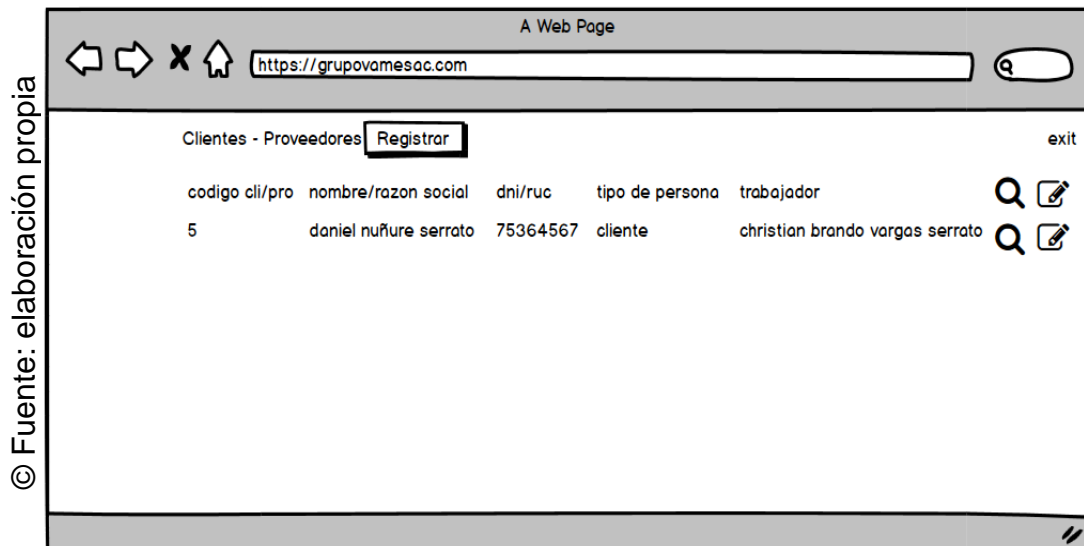 A Web Page
https://grupovamesac.com
Clientes - Proveedores Registrar exit
codigo cli/pro nombre/razon social dni/ruc tipo de persona trabajador
5 daniel nuñure serrato 75364567 cliente christian brando vargas serrato
© Fuente: elaboración propia